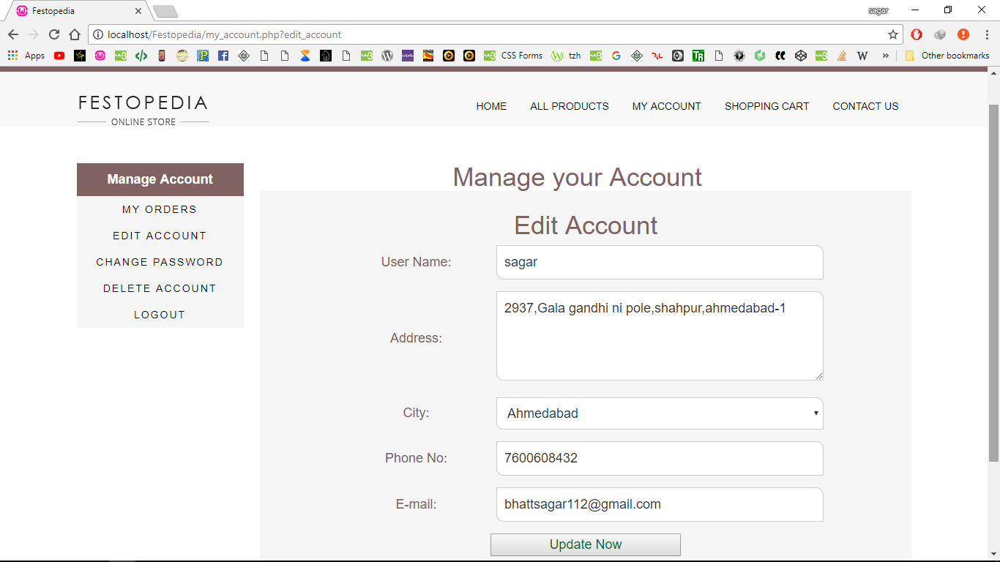 Festopedia
sagar
localhost/Festopedia/my_account.php?edit_account
Apps CSS Forms tzh Other bookmarks
FESTOPEDIA
ONLINE STORE
HOME ALL PRODUCTS MY ACCOUNT SHOPPING CART CONTACT US
Manage Account
MY ORDERS
EDIT ACCOUNT
CHANGE PASSWORD
DELETE ACCOUNT
LOGOUT
Manage your Account
Edit Account
User Name: sagar
Address: 2937,Gala gandhi ni pole,shahpur,ahmedabad-1
City: Ahmedabad
Phone No: 7600608432
E-mail: bhattsagar112@gmail.com
Update Now